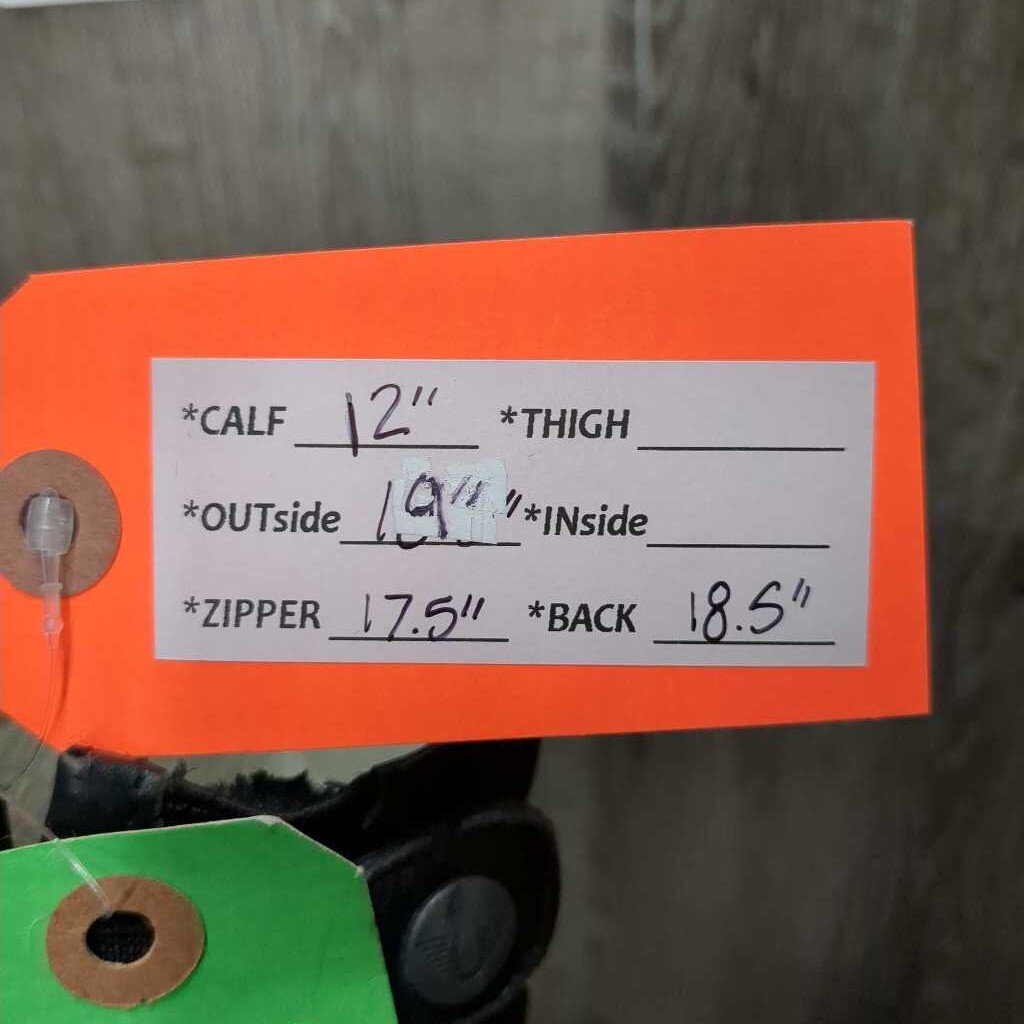 *CALF 12" *THIGH
*OUTside 19" " *INside
*ZIPPER 17.5" *BACK 18.5"